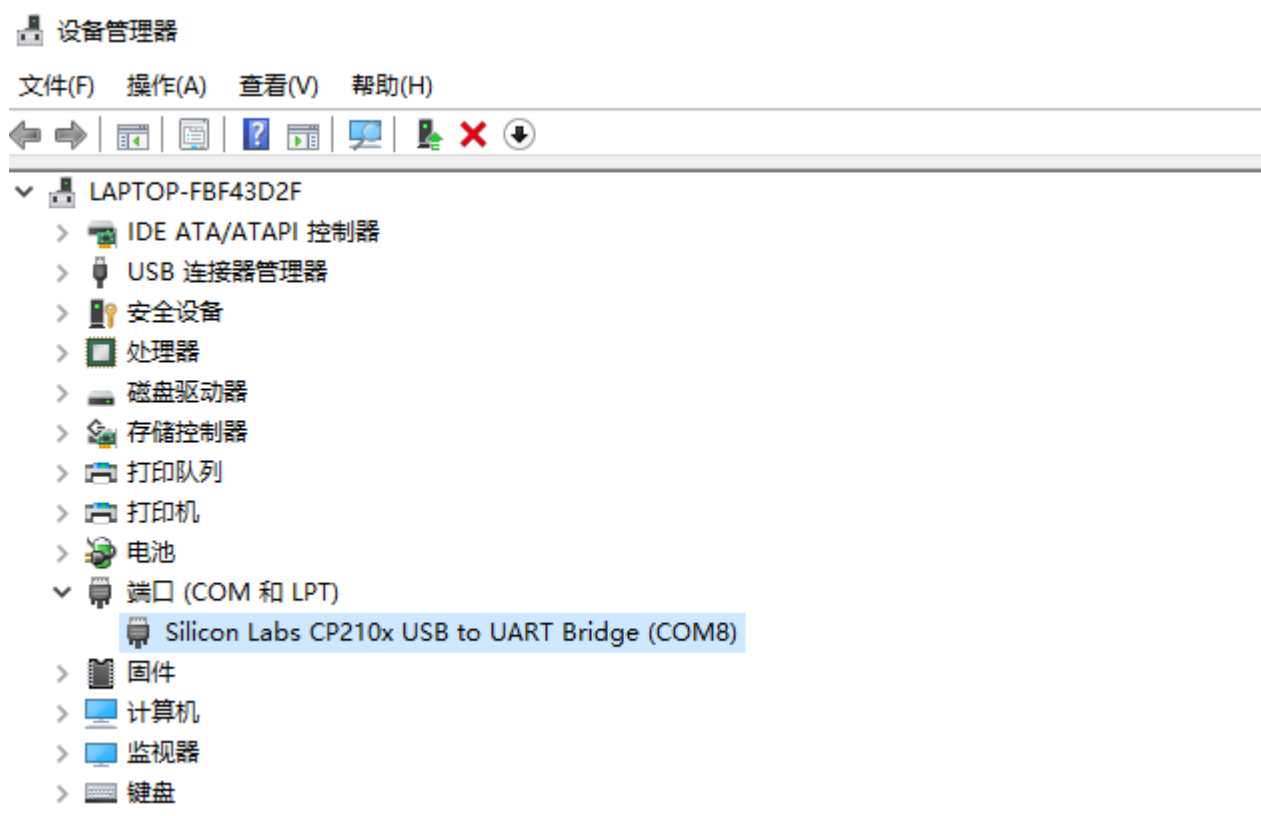 设备管理器
文件(F) 操作(A) 查看(V) 帮助(H)
LAPTOP-FBF43D2F
IDE ATA/ATAPI 控制器
USB 连接器管理器
安全设备
处理器
磁盘驱动器
存储控制器
打印队列
打印机
电池
端口 (COM 和 LPT)
Silicon Labs CP210x USB to UART Bridge (COM8)
固件
计算机
监视器
键盘